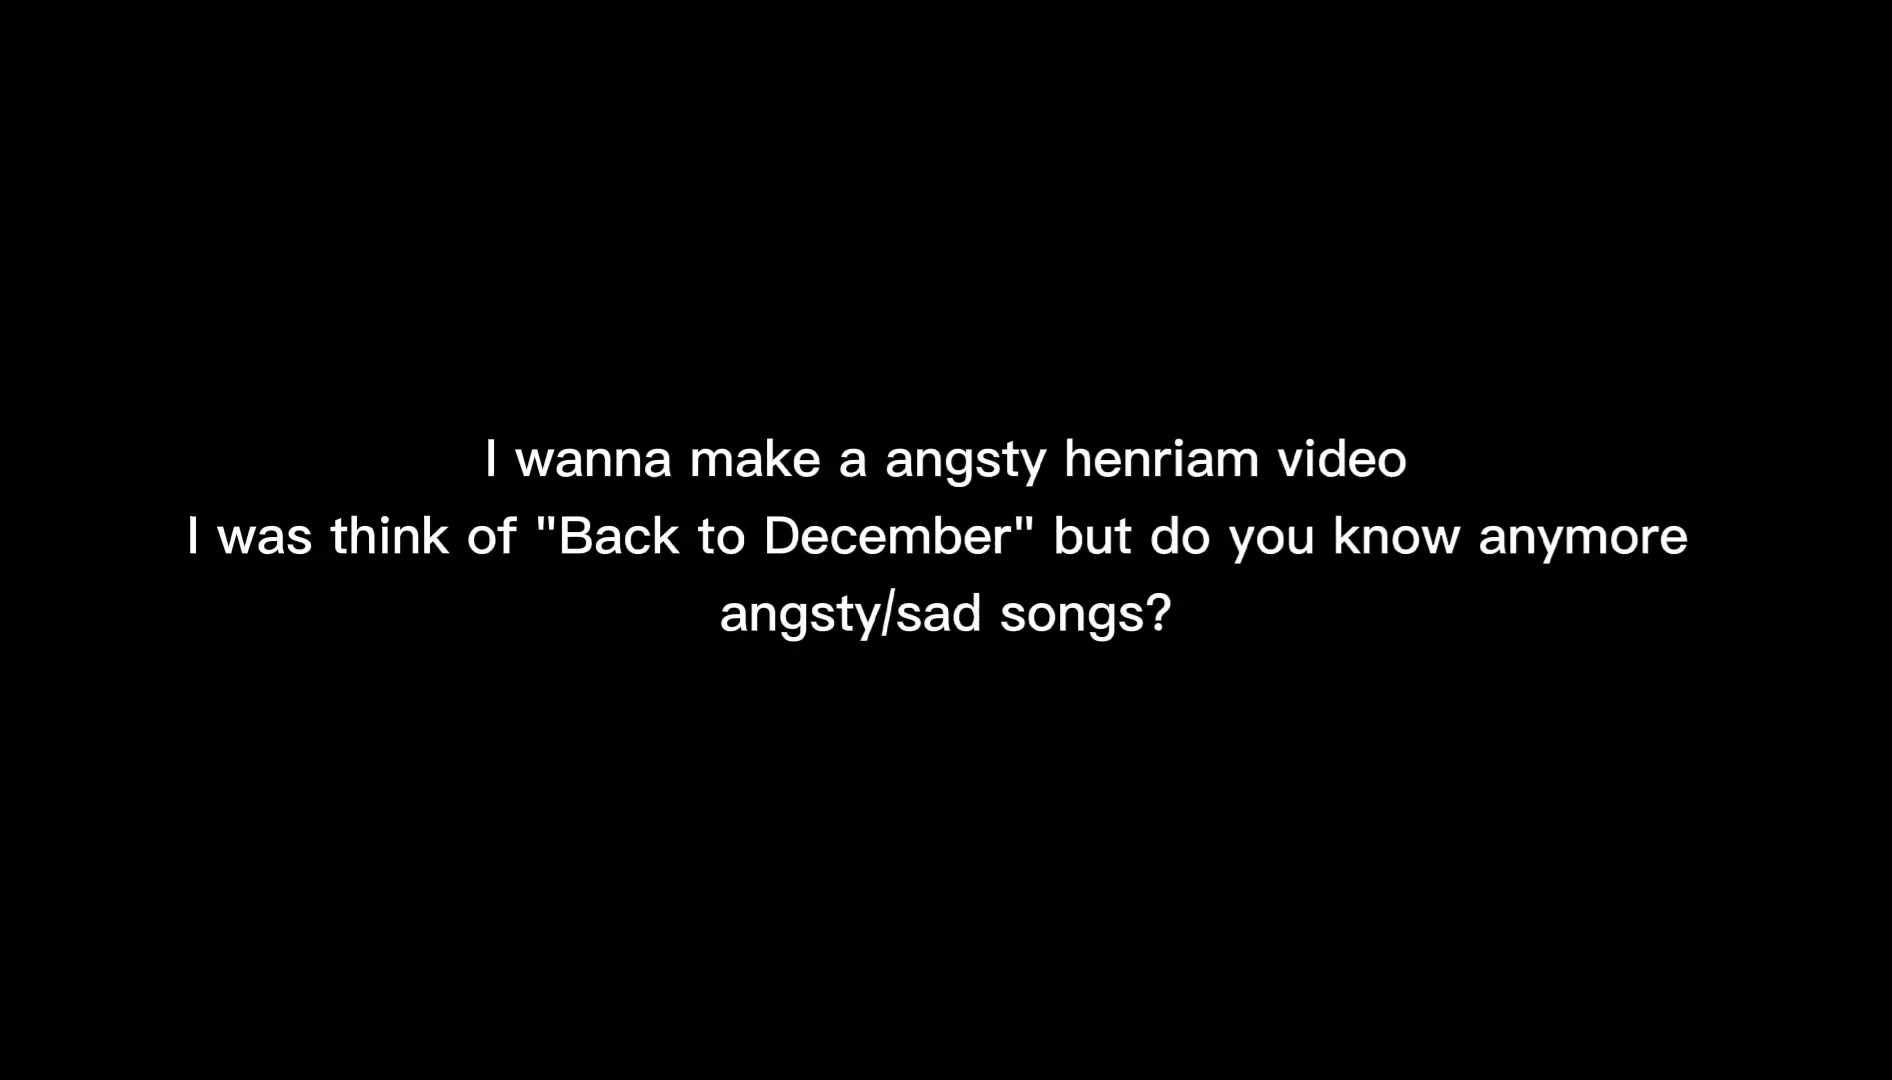 I wanna make a angsty henriam video
I was think of "Back to December" but do you know anymore
angsty/sad songs?